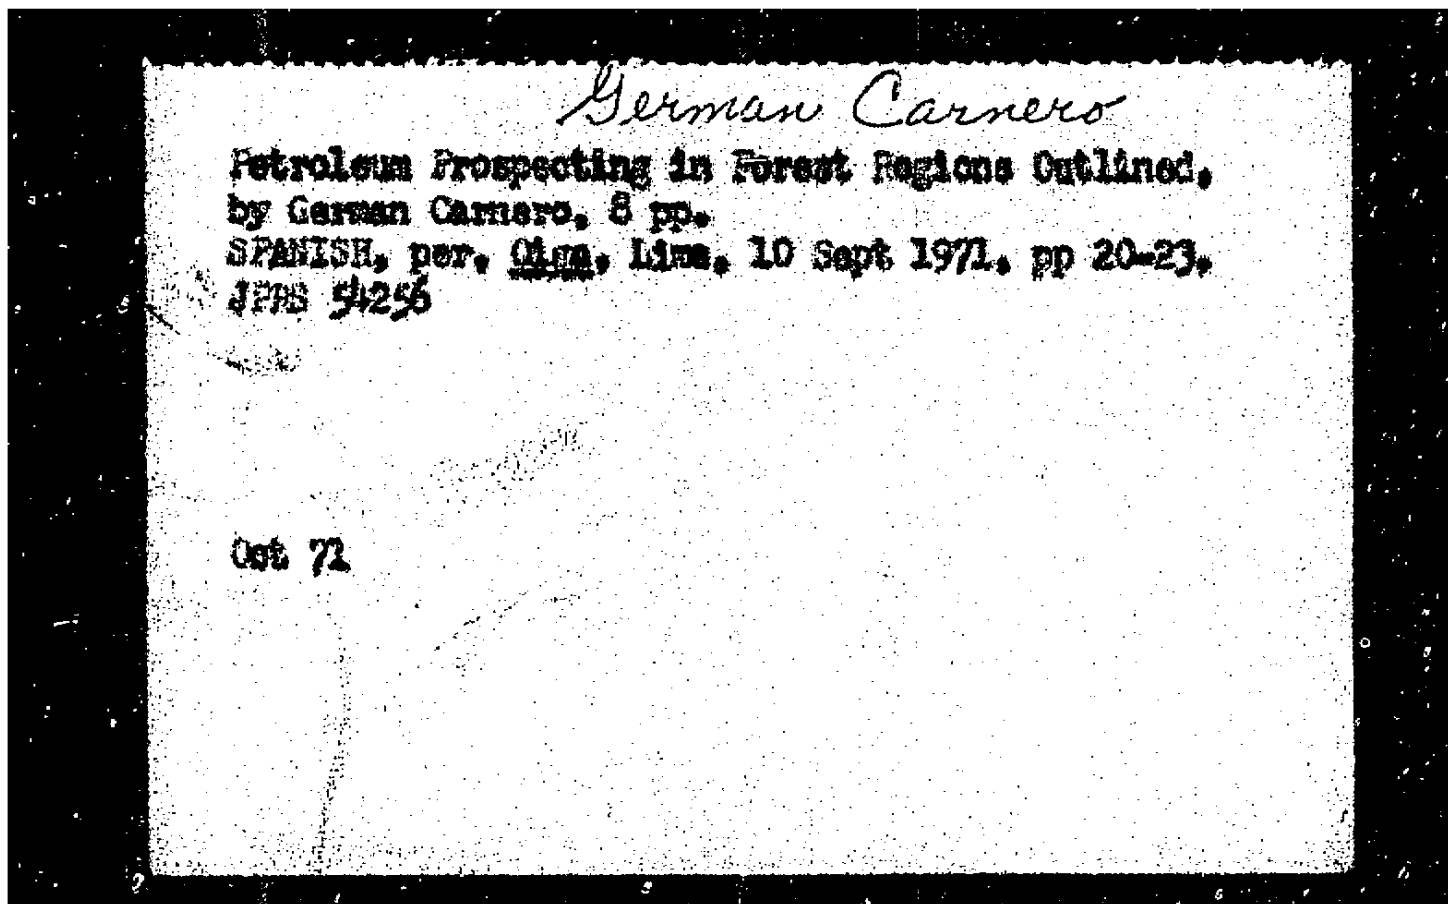 German Carnero
Petroleum Prospecting in Forest Regions Outlined,
by German Carnero, 8 pp.
SPANISH, per, Oiga, Lima, 10 Sept 1971, pp 20-23.
JPRS 54256
Oct 71